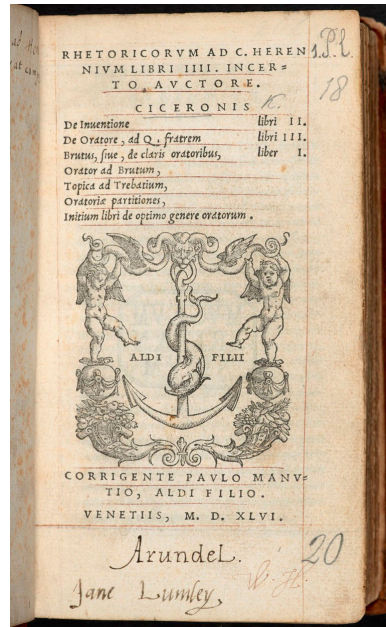 RHETORICORVM AD C. HEREN
NIVM LIBRI IIII. INCER=
TO AVCTORE.
CICERONIS
De Inuentione libri II.
De Oratore, ad Q. fratrem libri III.
Brutus, siue, de claris oratoribus, liber I.
Orator ad Brutum,
Topica ad Trebatium,
Oratoriæ partitiones,
Initium libri de optimo genere oratorum.
18
ALDI FILII
CORRIGENTE PAVLO MANV=
TIO, ALDI FILIO.
VENETIIS, M. D. XLVI.
Arundel.
20
Jane Lumley,